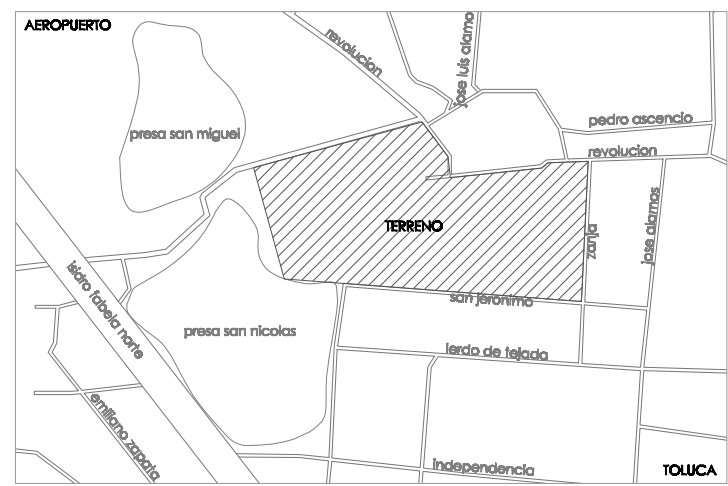 AEROPUERTO
revolucion
jose luis alamo
presa san miguel
pedro ascencio
revolucion
TERRENO
zanja
jose alamos
isidro fabela norte
san jeronimo
presa san nicolas
lerdo de tejada
emiliano zapata
independencia
TOLUCA